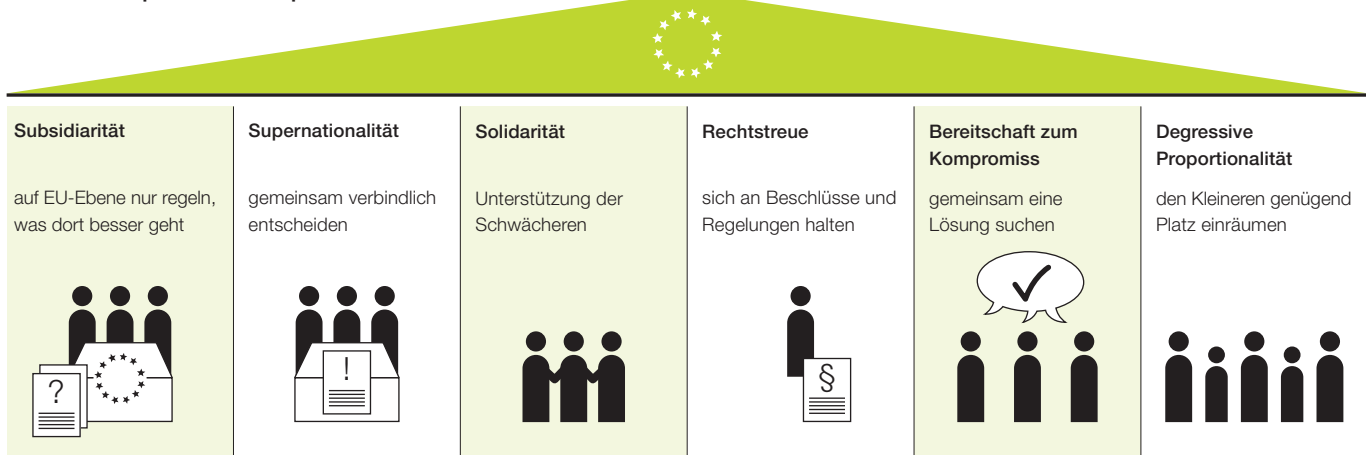 Subsidiarität
auf EU-Ebene nur regeln,
was dort besser geht
?
Supernationalität
gemeinsam verbindlich
entscheiden
!
Solidarität
Unterstützung der
Schwächeren
Rechtstreue
sich an Beschlüsse und
Regelungen halten
§
Bereitschaft zum
Kompromiss
gemeinsam eine
Lösung suchen
Degressive
Proportionalität
den Kleineren genügend
Platz einräumen